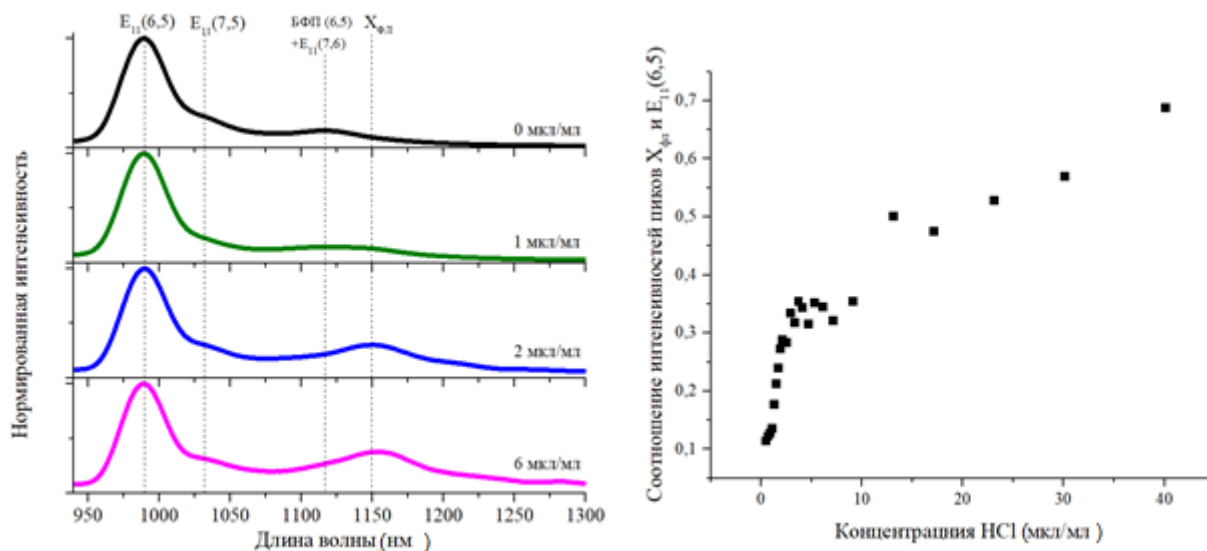 E₁₁(6,5)
E₁₁(7,5)
БФП (6,5)
+E₁₁(7,6)
Xфл
0 мкл/мл
1 мкл/мл
2 мкл/мл
6 мкл/мл
Нормированная интенсивность
950 1000 1050 1100 1150 1200 1250 1300
Длина волны (нм)
Соотношение интенсивностей пиков Xфл и E₁₁(6,5)
0,7
0,6
0,5
0,4
0,3
0,2
0,1
0 10 20 30 40
Концентрацния HCl (мкл/мл)